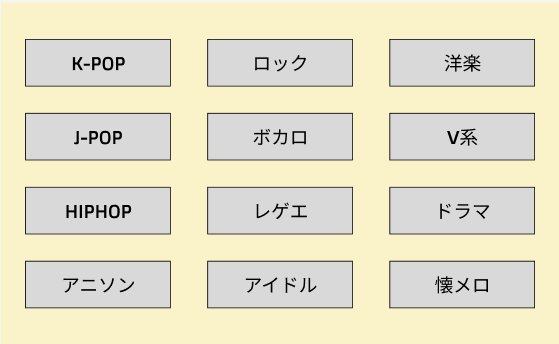 K-POP
ロック
洋楽
J-POP
ボカロ
V系
HIPHOP
レゲエ
ドラマ
アニソン
アイドル
懐メロ